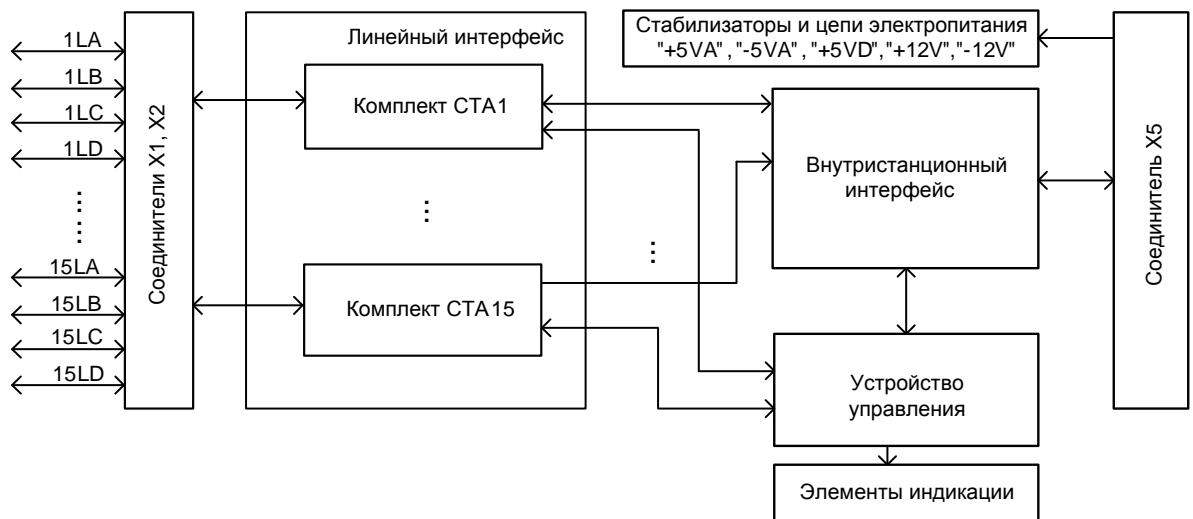 1LA
1LB
1LC
1LD
15LA
15LB
15LC
15LD
Соединители X1, X2
Линейный интерфейс
Комплект СТА1
...
Комплект СТА15
...
Стабилизаторы и цепи электропитания
"+5VA" ,"-5VA" ,"+5VD","+12V","-12V"
Внутристанционный
интерфейс
Устройство
управления
Элементы индикации
Соединитель X5